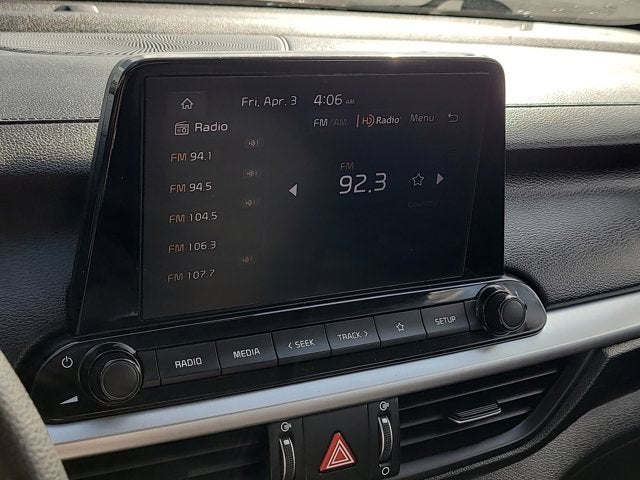 Fri, Apr. 3 4:06 AM
Radio FM/AM HD Radio Menu
FM 94.1
FM 94.5
FM 104.5
FM 106.3
FM 107.7
FM
92.3
Country
RADIO MEDIA < SEEK TRACK > SETUP